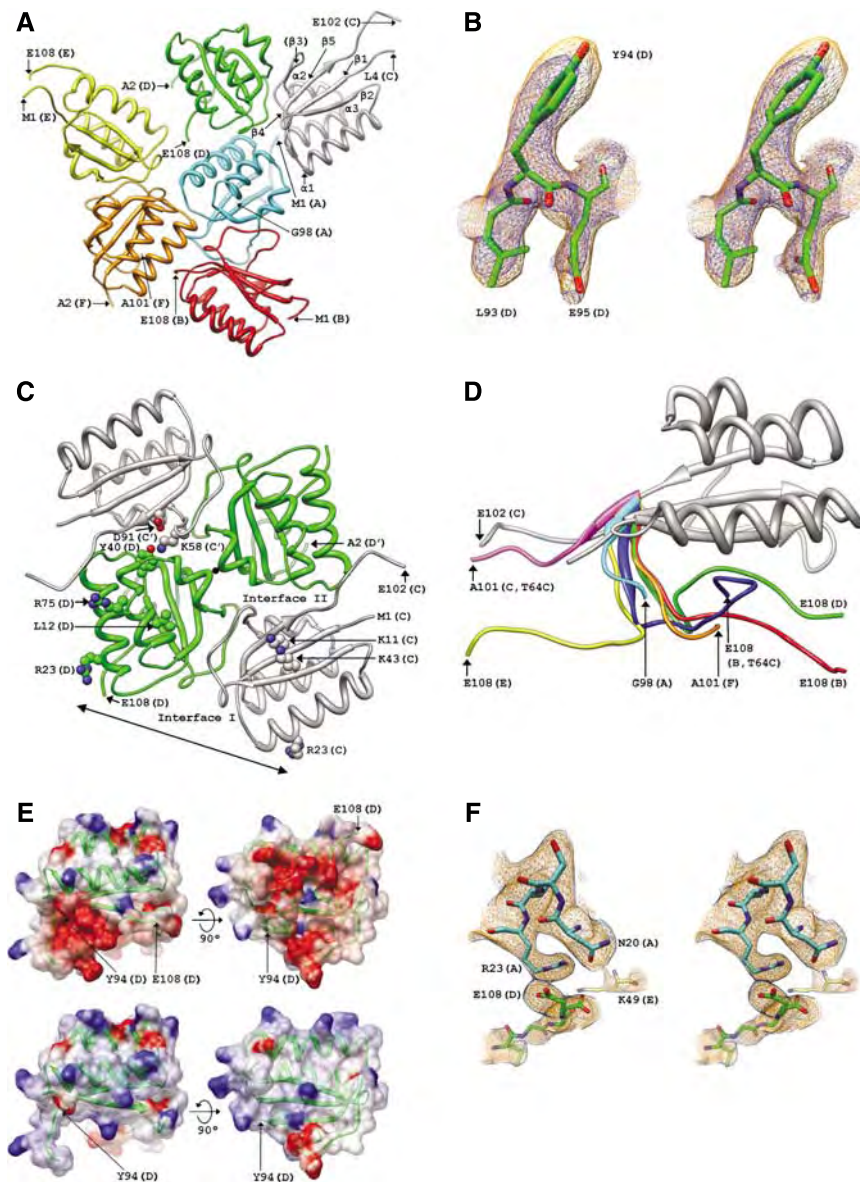 A
E108 (E)
M1 (E)
A2 (D)
E108 (D)
(β3)
α2
β5
β1
E102 (C)
L4 (C)
β2
α3
β4
α1
M1 (A)
G98 (A)
A2 (F)
A101 (F)
E108 (B)
M1 (B)
B
Y94 (D)
L93 (D)
E95 (D)
C
D91 (C')
Y40 (D)
K58 (C')
A2 (D')
R75 (D)
L12 (D)
R23 (D)
E108 (D)
Interface II
E102 (C)
M1 (C)
K11 (C)
K43 (C)
Interface I
R23 (C)
D
E102 (C)
A101 (C, T64C)
E108 (E)
G98 (A)
E108
(B, T64C)
A101 (F)
E108 (D)
E108 (B)
E
E108 (D)
90°
Y94 (D)
E108 (D)
Y94 (D)
90°
Y94 (D)
Y94 (D)
F
N20 (A)
R23 (A)
E108 (D)
K49 (E)